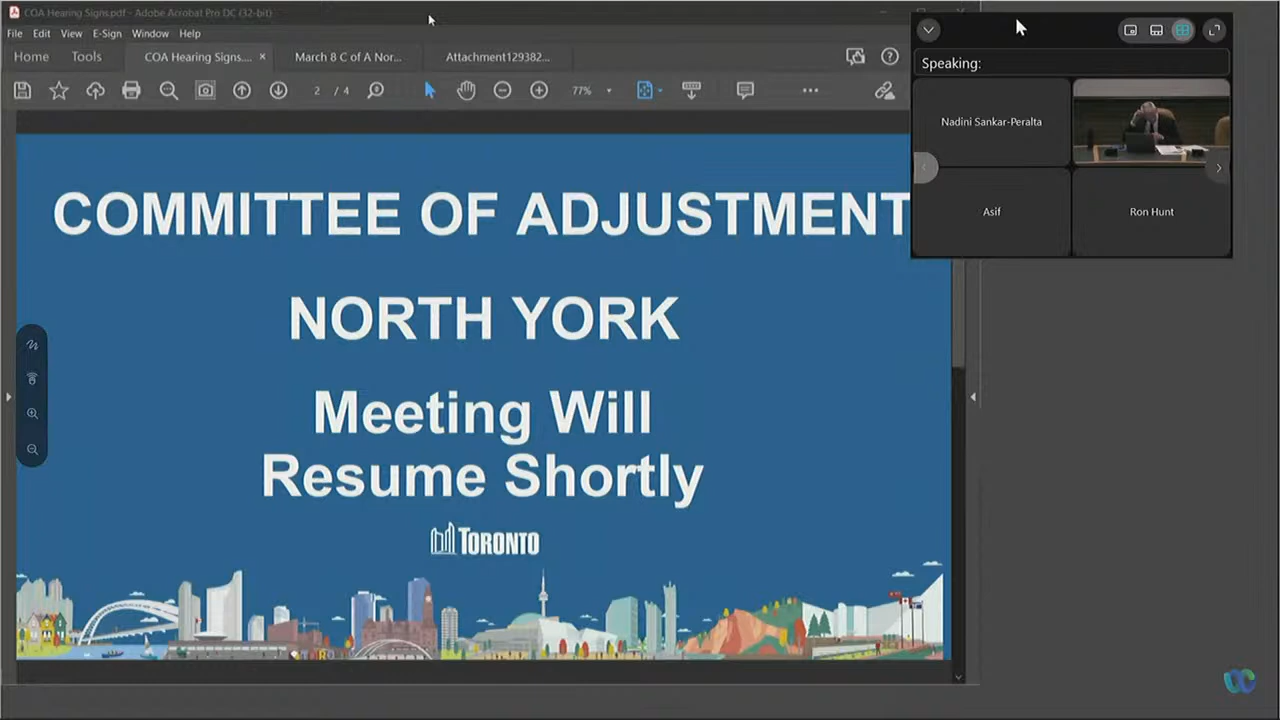 COA Hearing Signs.pdf - Adobe Acrobat Pro DC (32-bit)
File Edit View E-Sign Window Help
Home Tools COA Hearing Signs.... × March 8 C of A Nor... Attachment129382...
2 / 4 77%
Speaking:
Nadini Sankar-Peralta
Asif
Ron Hunt
COMMITTEE OF ADJUSTMENT
NORTH YORK
Meeting Will
Resume Shortly
TORONTO